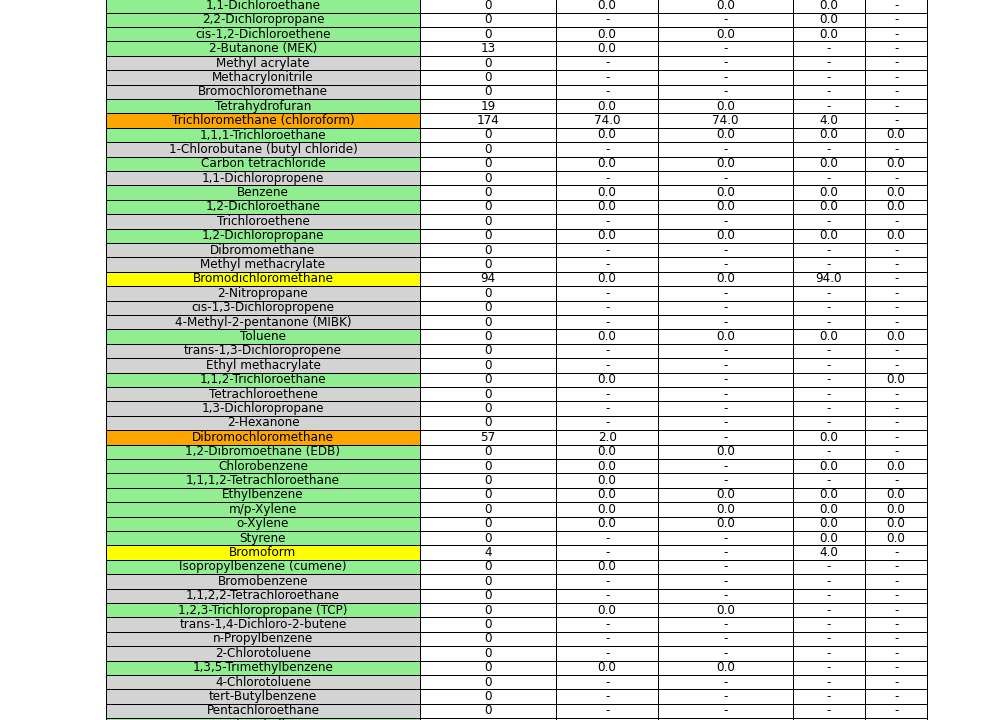 1,1-Dichloroethane 0 0.0 0.0 0.0 -
2,2-Dichloropropane 0 - - 0.0 -
cis-1,2-Dichloroethene 0 0.0 0.0 0.0 -
2-Butanone (MEK) 13 0.0 - - -
Methyl acrylate 0 - - - -
Methacrylonitrile 0 - - - -
Bromochloromethane 0 - - - -
Tetrahydrofuran 19 0.0 0.0 - -
Trichloromethane (chloroform) 174 74.0 74.0 4.0 -
1,1,1-Trichloroethane 0 0.0 0.0 0.0 0.0
1-Chlorobutane (butyl chloride) 0 - - - -
Carbon tetrachloride 0 0.0 0.0 0.0 0.0
1,1-Dichloropropene 0 - - - -
Benzene 0 0.0 0.0 0.0 0.0
1,2-Dichloroethane 0 0.0 0.0 0.0 0.0
Trichloroethene 0 - - - -
1,2-Dichloropropane 0 0.0 0.0 0.0 0.0
Dibromomethane 0 - - - -
Methyl methacrylate 0 - - - -
Bromodichloromethane 94 0.0 0.0 94.0 -
2-Nitropropane 0 - - - -
cis-1,3-Dichloropropene 0 - - - -
4-Methyl-2-pentanone (MIBK) 0 - - - -
Toluene 0 0.0 0.0 0.0 0.0
trans-1,3-Dichloropropene 0 - - - -
Ethyl methacrylate 0 - - - -
1,1,2-Trichloroethane 0 0.0 - - 0.0
Tetrachloroethene 0 - - - -
1,3-Dichloropropane 0 - - - -
2-Hexanone 0 - - - -
Dibromochloromethane 57 2.0 - 0.0 -
1,2-Dibromoethane (EDB) 0 0.0 0.0 - -
Chlorobenzene 0 0.0 - 0.0 0.0
1,1,1,2-Tetrachloroethane 0 0.0 - - -
Ethylbenzene 0 0.0 0.0 0.0 0.0
m/p-Xylene 0 0.0 0.0 0.0 0.0
o-Xylene 0 0.0 0.0 0.0 0.0
Styrene 0 - - 0.0 0.0
Bromoform 4 - - 4.0 -
Isopropylbenzene (cumene) 0 0.0 - - -
Bromobenzene 0 - - - -
1,1,2,2-Tetrachloroethane 0 - - - -
1,2,3-Trichloropropane (TCP) 0 0.0 0.0 - -
trans-1,4-Dichloro-2-butene 0 - - - -
n-Propylbenzene 0 - - - -
2-Chlorotoluene 0 - - - -
1,3,5-Trimethylbenzene 0 0.0 0.0 - -
4-Chlorotoluene 0 - - - -
tert-Butylbenzene 0 - - - -
Pentachloroethane 0 - - - -